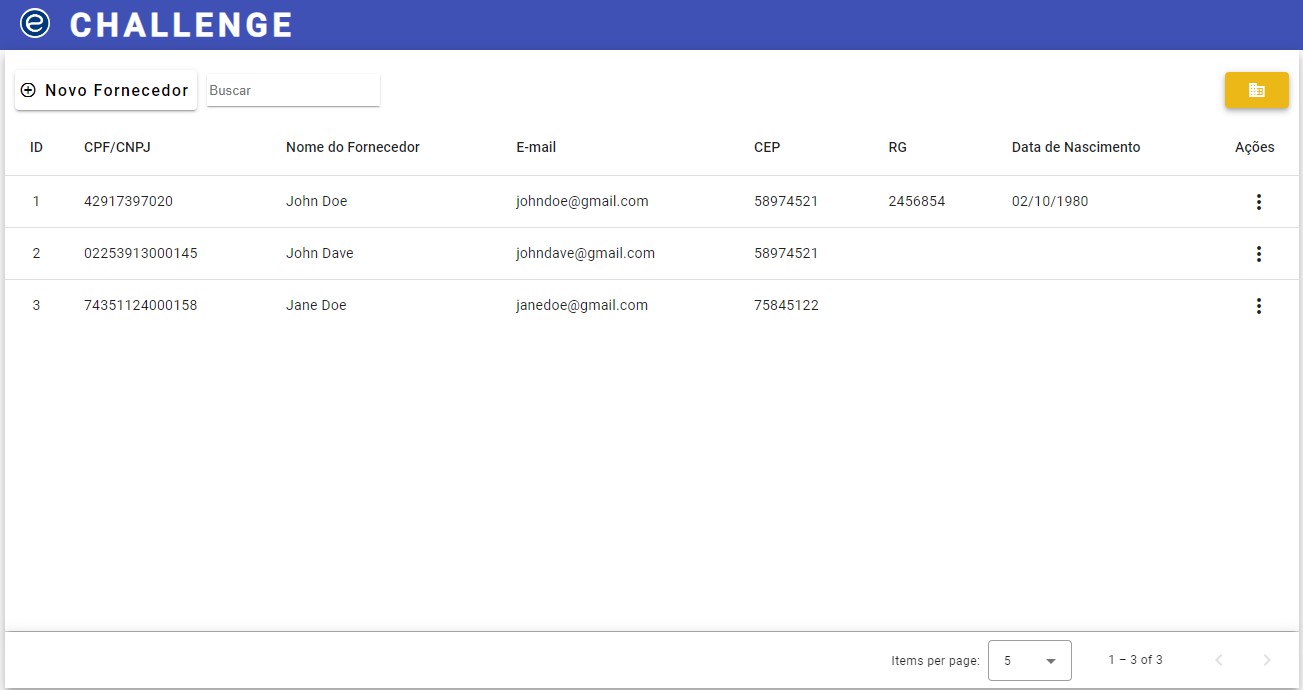 e CHALLENGE
Novo Fornecedor Buscar
ID CPF/CNPJ Nome do Fornecedor E-mail CEP RG Data de Nascimento Ações
1 42917397020 John Doe johndoe@gmail.com 58974521 2456854 02/10/1980
2 02253913000145 John Dave johndave@gmail.com 58974521
3 74351124000158 Jane Doe janedoe@gmail.com 75845122
Items per page: 5 1 – 3 of 3